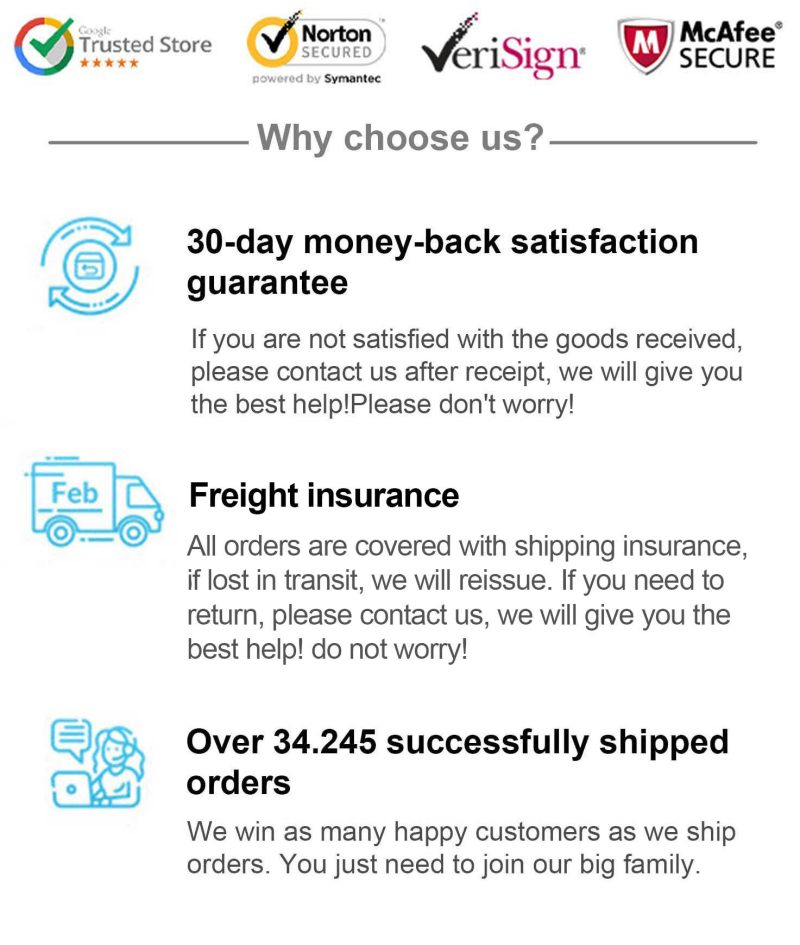 Google
Trusted Store
Norton
SECURED
powered by Symantec
VeriSign
McAfee®
SECURE
Why choose us?
30-day money-back satisfaction
guarantee
If you are not satisfied with the goods received,
please contact us after receipt, we will give you
the best help!Please don't worry!
Feb
Freight insurance
All orders are covered with shipping insurance,
if lost in transit, we will reissue. If you need to
return, please contact us, we will give you the
best help! do not worry!
Over 34.245 successfully shipped
orders
We win as many happy customers as we ship
orders. You just need to join our big family.